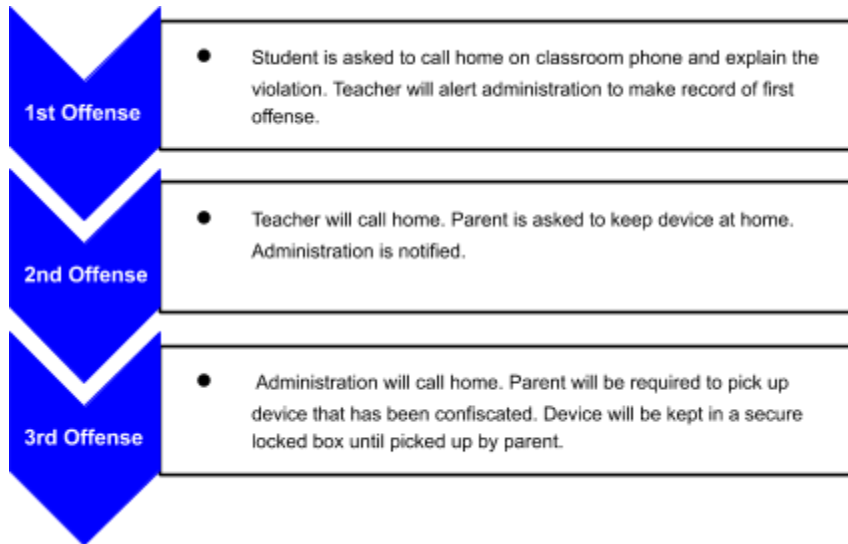 1st Offense
● Student is asked to call home on classroom phone and explain the
violation. Teacher will alert administration to make record of first
offense.
2nd Offense
● Teacher will call home. Parent is asked to keep device at home.
Administration is notified.
3rd Offense
● Administration will call home. Parent will be required to pick up
device that has been confiscated. Device will be kept in a secure
locked box until picked up by parent.